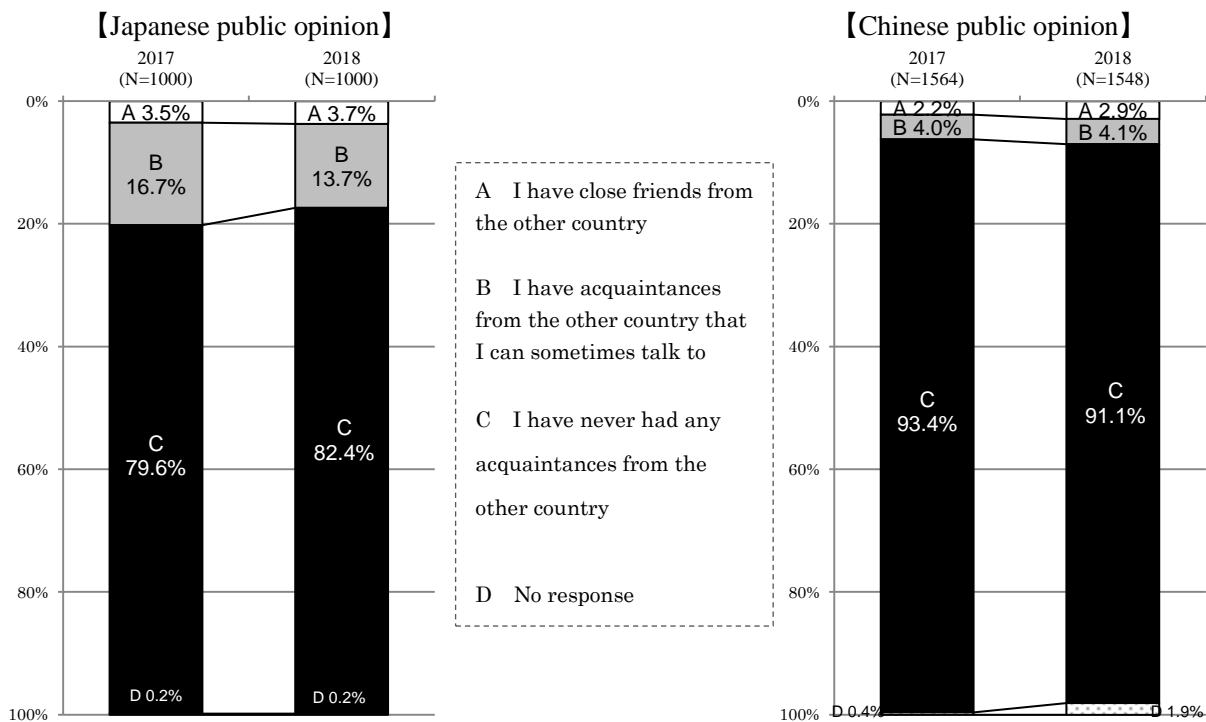 【Japanese public opinion】
2017
(N=1000)
2018
(N=1000)
0%
20%
40%
60%
80%
100%
A 3.5%
A 3.7%
B
16.7%
B
13.7%
C
79.6%
C
82.4%
D 0.2%
D 0.2%
A I have close friends from
the other country
B I have acquaintances
from the other country that
I can sometimes talk to
C I have never had any
acquaintances from the
other country
D No response
【Chinese public opinion】
2017
(N=1564)
2018
(N=1548)
0%
20%
40%
60%
80%
100%
A 2.2%
A 2.9%
B 4.0%
B 4.1%
C
93.4%
C
91.1%
D 0.4%
D 1.9%